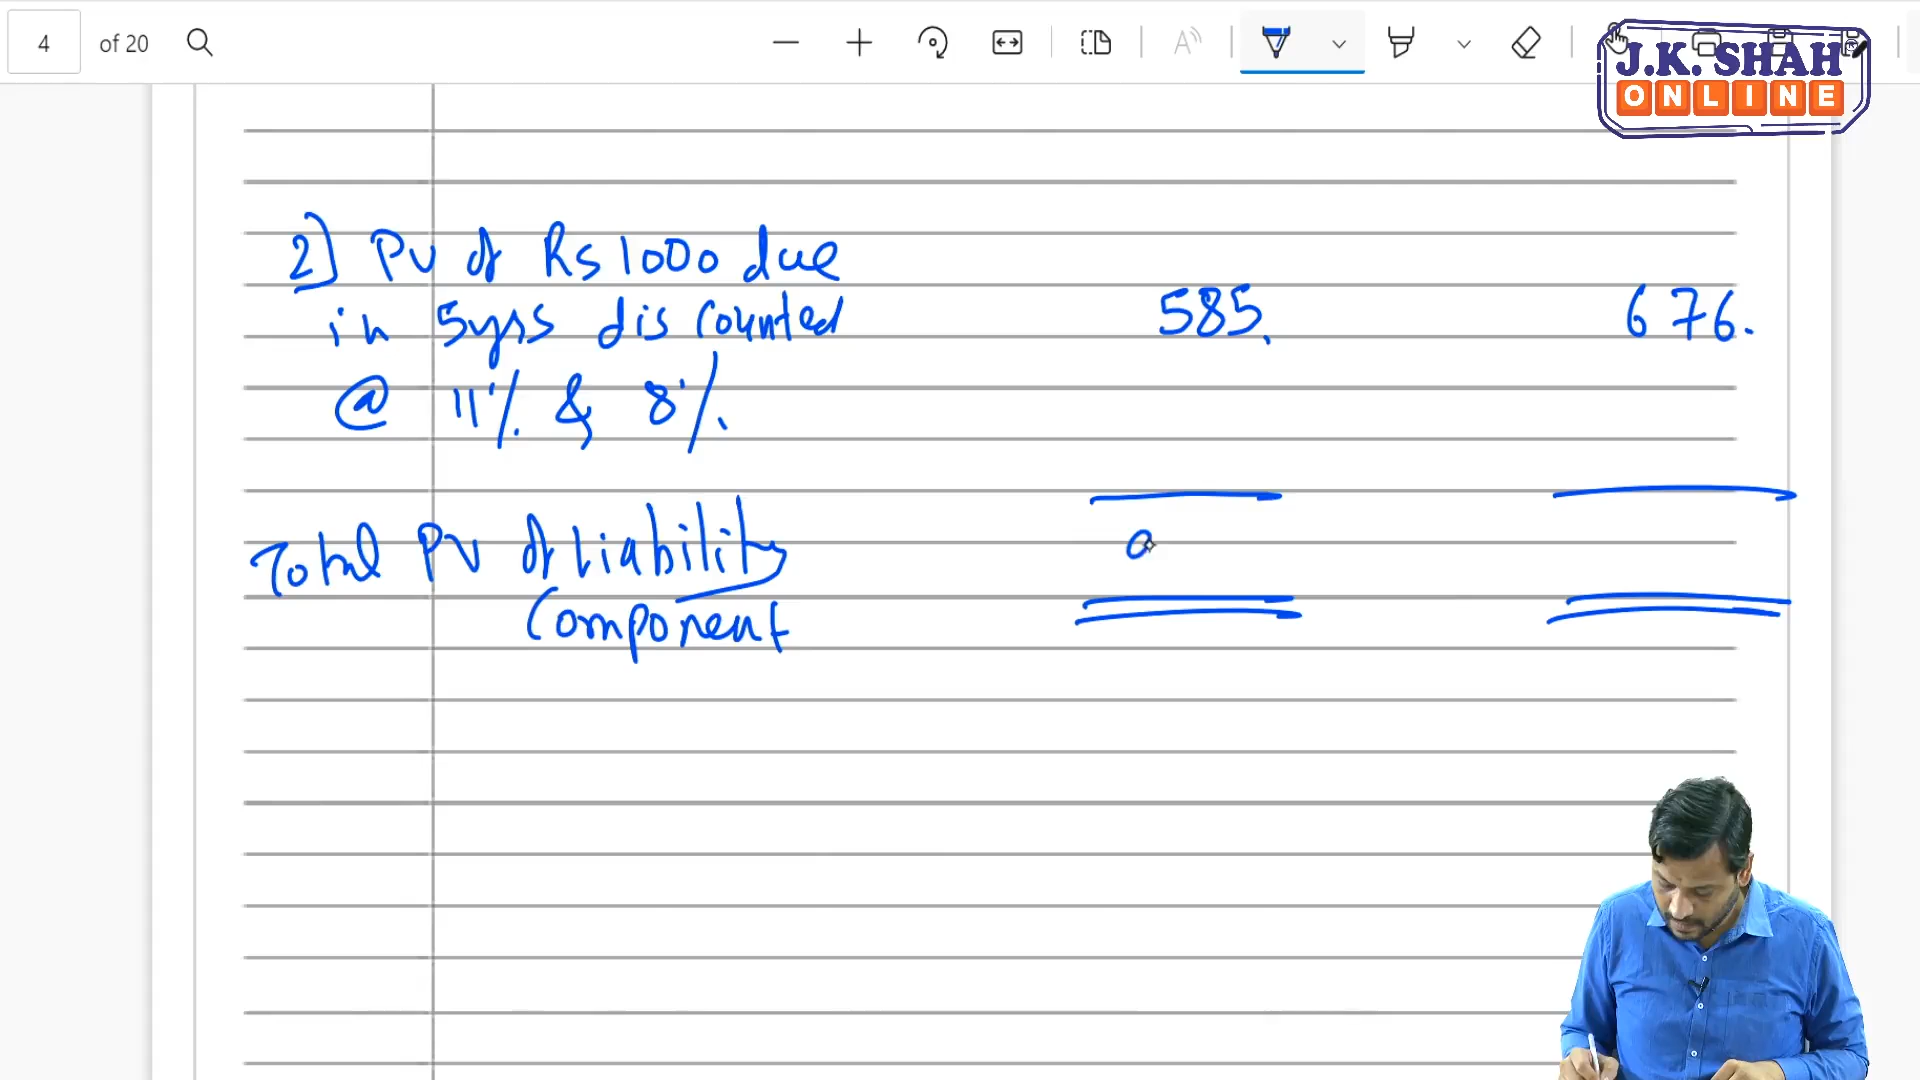 4 of 20
J.K. SHAH
ONLINE
2] PV of Rs 1000 due
in 5yrs discounted 585. 676.
@ 11% & 8%.
Total PV of Liability
Component